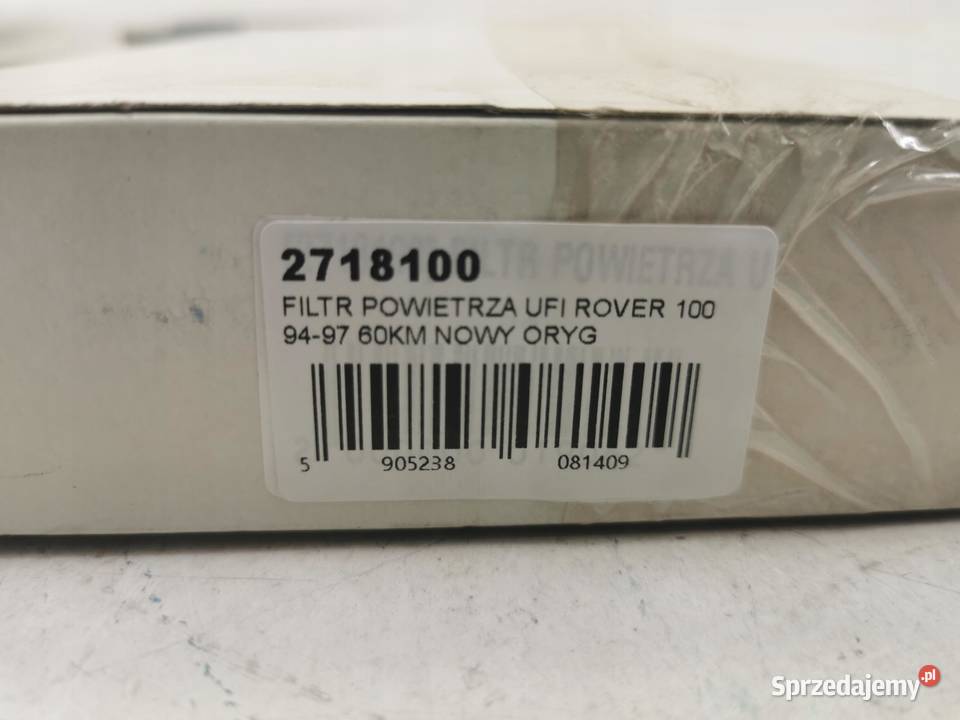 2718100
FILTR POWIETRZA UFI ROVER 100
94-97 60KM NOWY ORYG
5 905238 081409
Sprzedajemy.pl